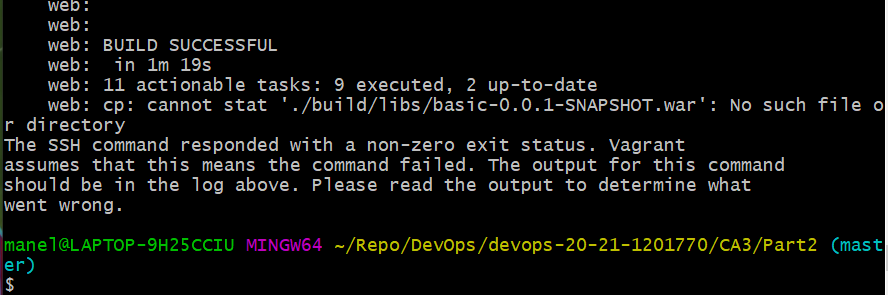 web:
web:
web: BUILD SUCCESSFUL
web:  in 1m 19s
web: 11 actionable tasks: 9 executed, 2 up-to-date
web: cp: cannot stat './build/libs/basic-0.0.1-SNAPSHOT.war': No such file o
r directory
The SSH command responded with a non-zero exit status. Vagrant
assumes that this means the command failed. The output for this command
should be in the log above. Please read the output to determine what
went wrong.
manel@LAPTOP-9H25CCIU MINGW64 ~/Repo/DevOps/devops-20-21-1201770/CA3/Part2 (mast
er)
$